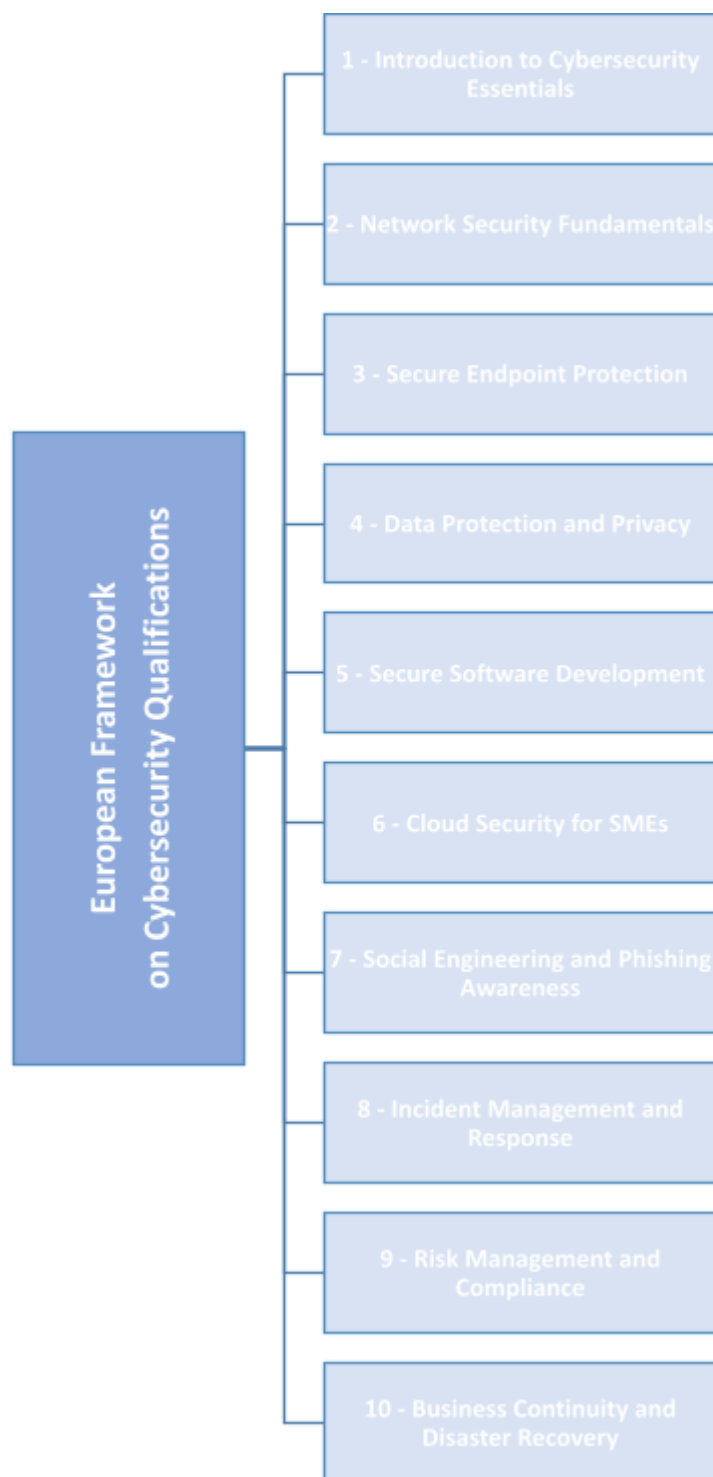 European Framework
on Cybersecurity Qualifications
1 - Introduction to Cybersecurity
Essentials
2 - Network Security Fundamentals
3 - Secure Endpoint Protection
4 - Data Protection and Privacy
5 - Secure Software Development
6 - Cloud Security for SMEs
7 - Social Engineering and Phishing
Awareness
8 - Incident Management and
Response
9 - Risk Management and
Compliance
10 - Business Continuity and
Disaster Recovery